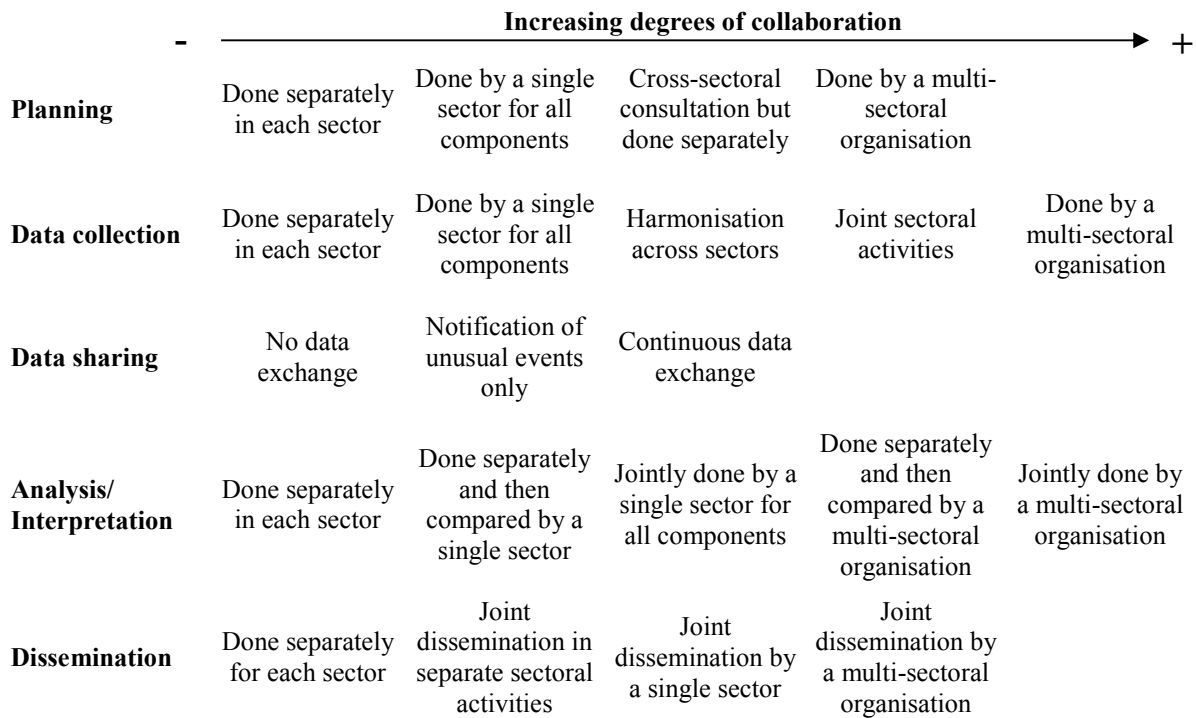 Increasing degrees of collaboration
- +
Planning
Done separately
in each sector
Done by a single
sector for all
components
Cross-sectoral
consultation but
done separately
Done by a multi-
sectoral
organisation
Data collection
Done separately
in each sector
Done by a single
sector for all
components
Harmonisation
across sectors
Joint sectoral
activities
Done by a
multi-sectoral
organisation
Data sharing
No data
exchange
Notification of
unusual events
only
Continuous data
exchange
Analysis/
Interpretation
Done separately
in each sector
Done separately
and then
compared by a
single sector
Jointly done by a
single sector for
all components
Done separately
and then
compared by a
multi-sectoral
organisation
Jointly done by
a multi-sectoral
organisation
Dissemination
Done separately
for each sector
Joint
dissemination in
separate sectoral
activities
Joint
dissemination by
a single sector
Joint
dissemination by
a multi-sectoral
organisation